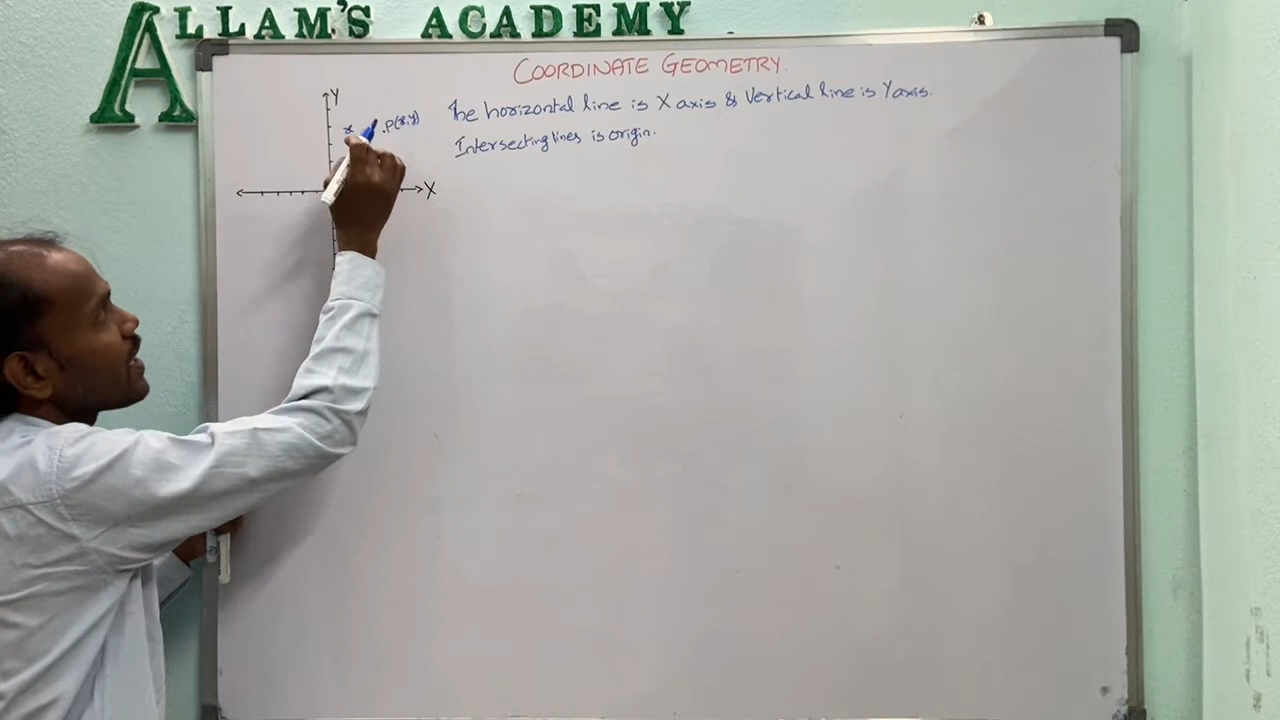 ALLAM'S ACADEMY
COORDINATE GEOMETRY.
Y
The horizontal line is X axis & Vertical line is Y axis.
x
.P(x,y)
Intersecting lines is origin.
X